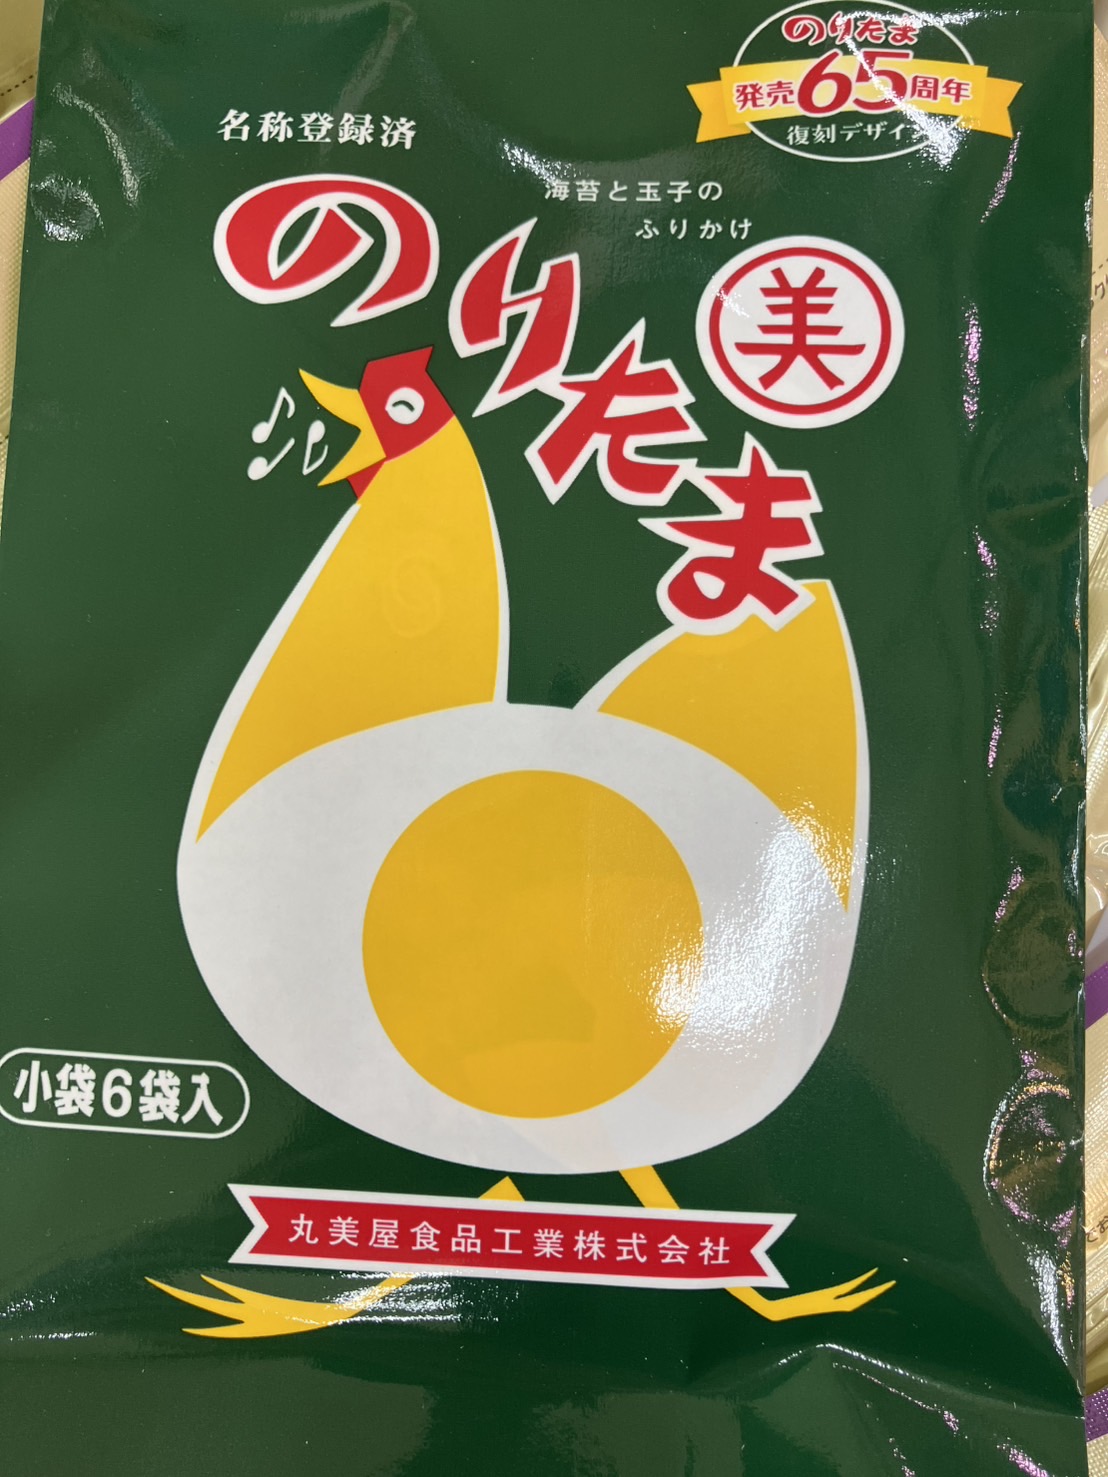 のりたま
発売65周年
復刻デザイン
名称登録済
海苔と玉子の
ふりかけ
のりたま
美
小袋6袋入
丸美屋食品工業株式会社